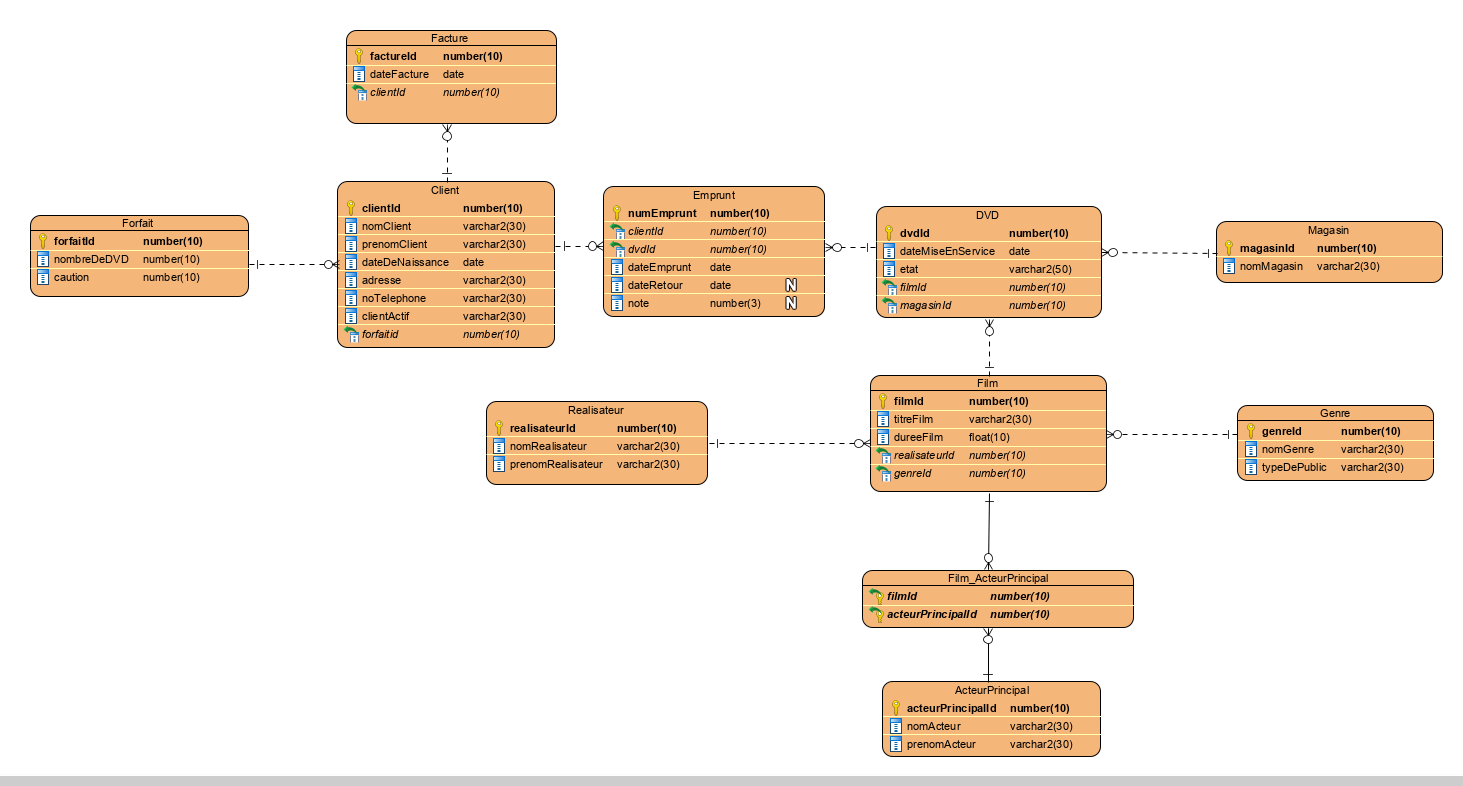 Facture
factureId number(10)
dateFacture date
clientId number(10)
Forfait
forfaitId number(10)
nombreDeDVD number(10)
caution number(10)
Client
clientId number(10)
nomClient varchar2(30)
prenomClient varchar2(30)
dateDeNaissance date
adresse varchar2(30)
noTelephone varchar2(30)
clientActif varchar2(30)
forfaitid number(10)
Emprunt
numEmprunt number(10)
clientId number(10)
dvdId number(10)
dateEmprunt date
dateRetour date N
note number(3) N
DVD
dvdId number(10)
dateMiseEnService date
etat varchar2(50)
filmId number(10)
magasinId number(10)
Magasin
magasinId number(10)
nomMagasin varchar2(30)
Realisateur
realisateurId number(10)
nomRealisateur varchar2(30)
prenomRealisateur varchar2(30)
Film
filmId number(10)
titreFilm varchar2(30)
dureeFilm float(10)
realisateurId number(10)
genreId number(10)
Genre
genreId number(10)
nomGenre varchar2(30)
typeDePublic varchar2(30)
Film_ActeurPrincipal
filmId number(10)
acteurPrincipalId number(10)
ActeurPrincipal
acteurPrincipalId number(10)
nomActeur varchar2(30)
prenomActeur varchar2(30)